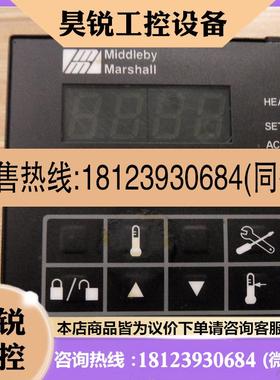 昊锐工控设备
Middleby
Marshall
HEA
SET
AC
售热线:18123930684(同
锐
控
本店商品皆为议价！下单请咨询客服
咨询热线 :18123930684 (微